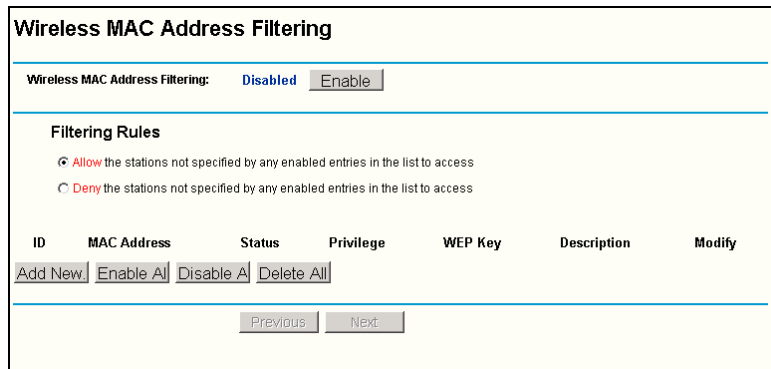 Wireless MAC Address Filtering
Wireless MAC Address Filtering: Disabled Enable
Filtering Rules
Allow the stations not specified by any enabled entries in the list to access
Deny the stations not specified by any enabled entries in the list to access
ID MAC Address Status Privilege WEP Key Description Modify
Add New. Enable Al Disable A Delete All
Previous Next